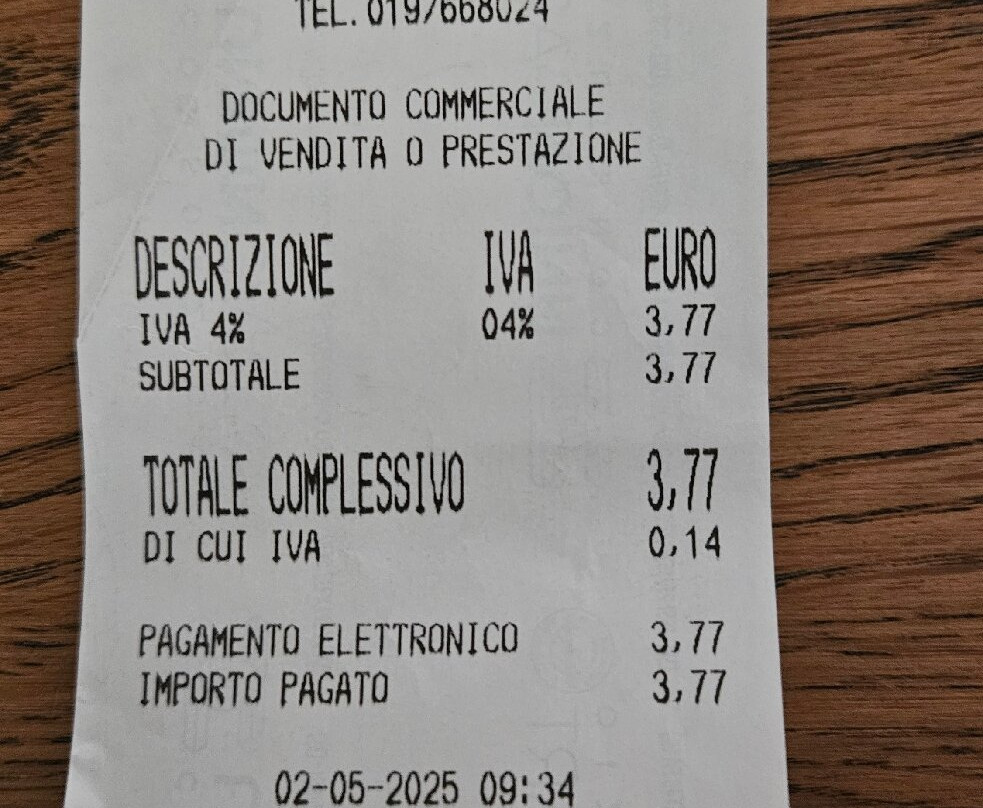 TEL. 019/668024
DOCUMENTO COMMERCIALE
DI VENDITA O PRESTAZIONE
DESCRIZIONE IVA EURO
IVA 4% 04% 3,77
SUBTOTALE 3,77
TOTALE COMPLESSIVO 3,77
DI CUI IVA 0,14
PAGAMENTO ELETTRONICO 3,77
IMPORTO PAGATO 3,77
02-05-2025 09:34